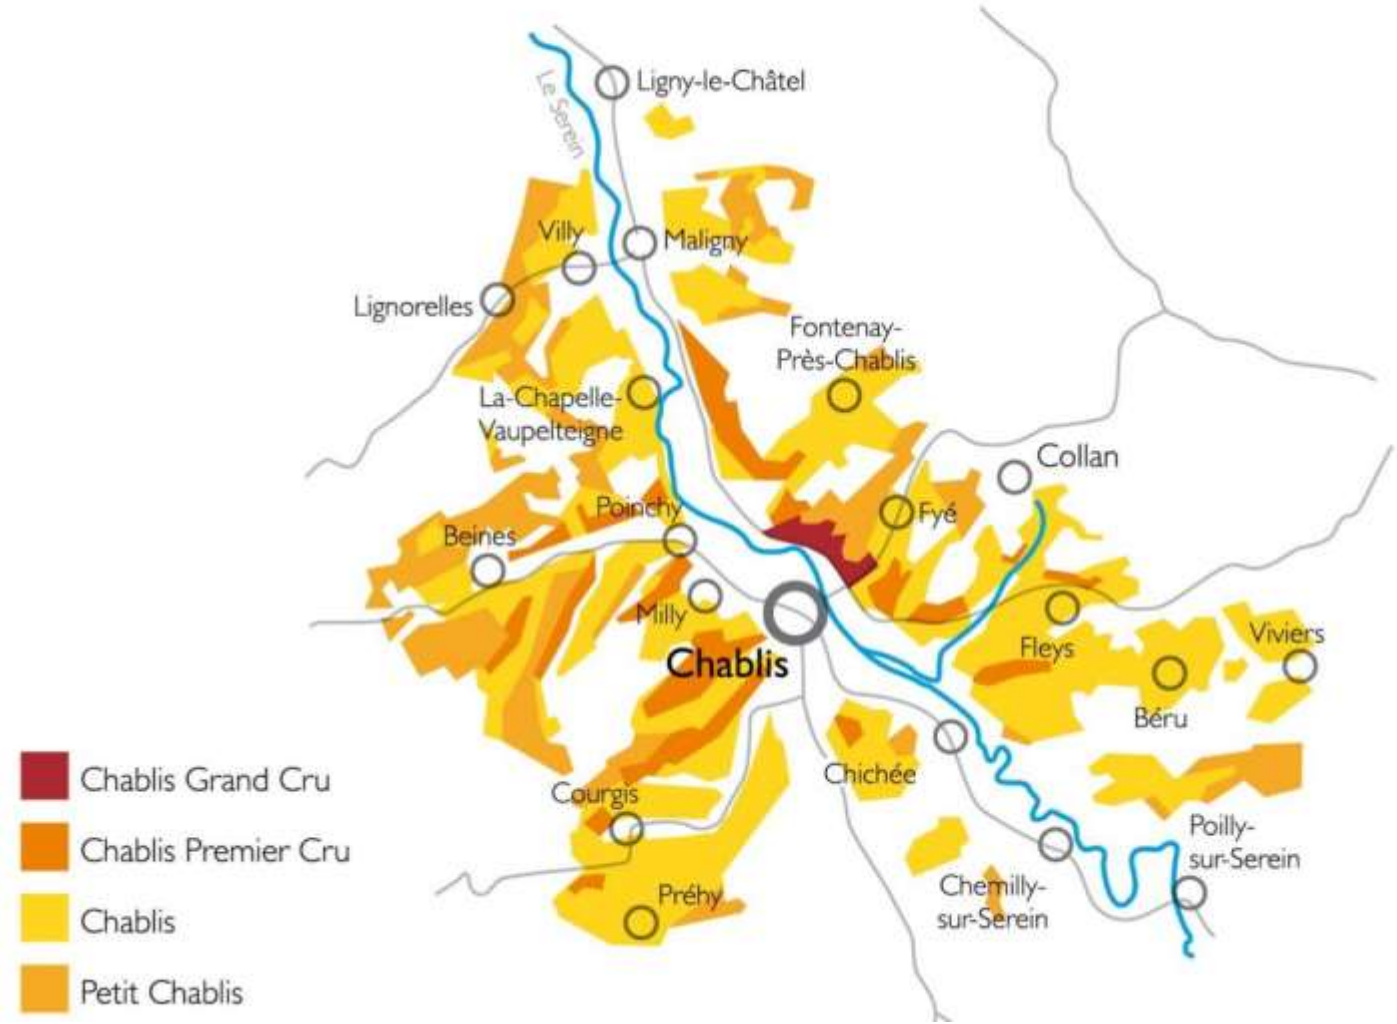 Ligny-le-Châtel
Le Serein
Villy
Maligny
Lignorelles
Fontenay-
Près-Chablis
La-Chapelle-
Vaupelteigne
Collan
Poinchy
Fyé
Beines
Milly
Fleys
Viviers
Chablis
Béru
Chichée
Courgis
Poilly-
sur-Serein
Préhy
Chemilly-
sur-Serein
Chablis Grand Cru
Chablis Premier Cru
Chablis
Petit Chablis